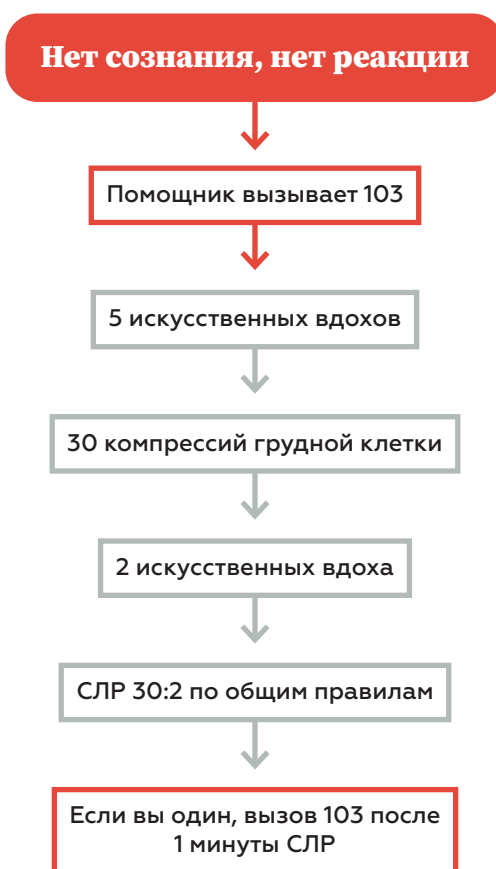 Нет сознания, нет реакции
Помощник вызывает 103
5 искусственных вдохов
30 компрессий грудной клетки
2 искусственных вдоха
СЛР 30:2 по общим правилам
Если вы один, вызов 103 после
1 минуты СЛР